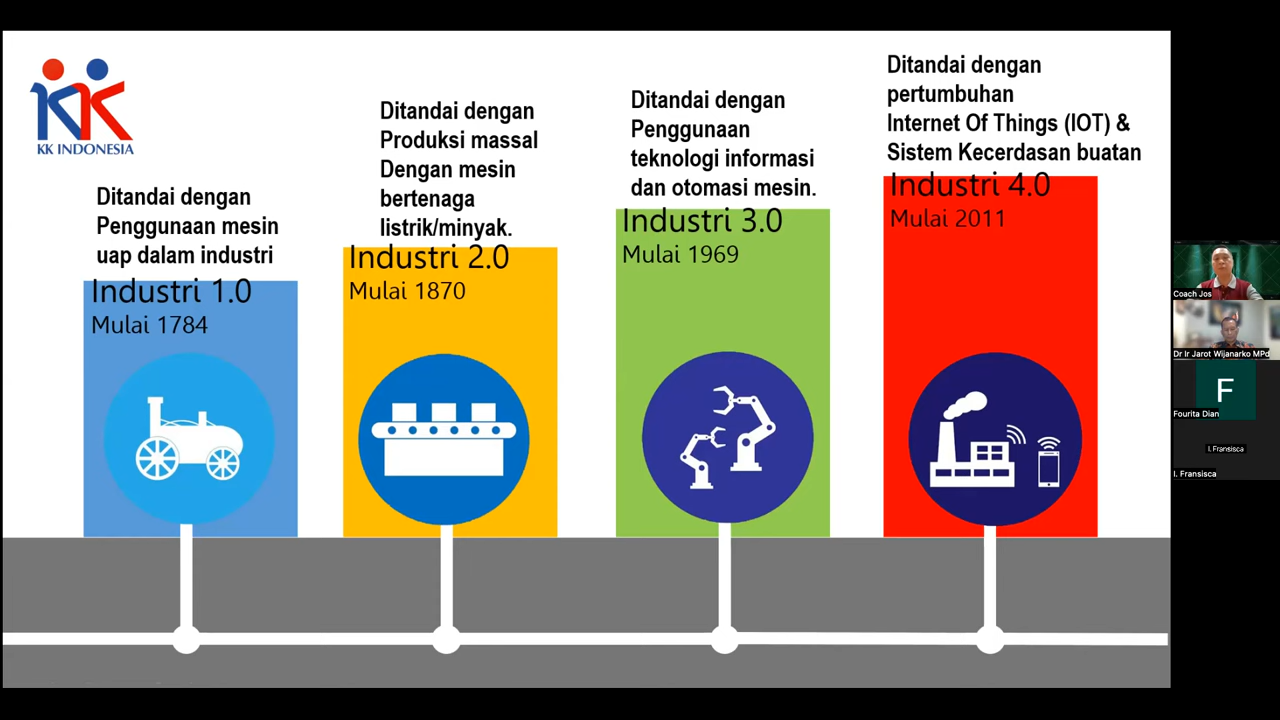 KK INDONESIA
Ditandai dengan
Penggunaan mesin
uap dalam industri
Industri 1.0
Mulai 1784
Ditandai dengan
Produksi massal
Dengan mesin
bertenaga
listrik/minyak.
Industri 2.0
Mulai 1870
Ditandai dengan
Penggunaan
teknologi informasi
dan otomasi mesin.
Industri 3.0
Mulai 1969
Ditandai dengan
pertumbuhan
Internet Of Things (IOT) &
Sistem Kecerdasan buatan
Industri 4.0
Mulai 2011
Coach Jos
Dr Ir Jarot Wijanarko MPd
F
Fourita Dian
I. Fransisca
I. Fransisca